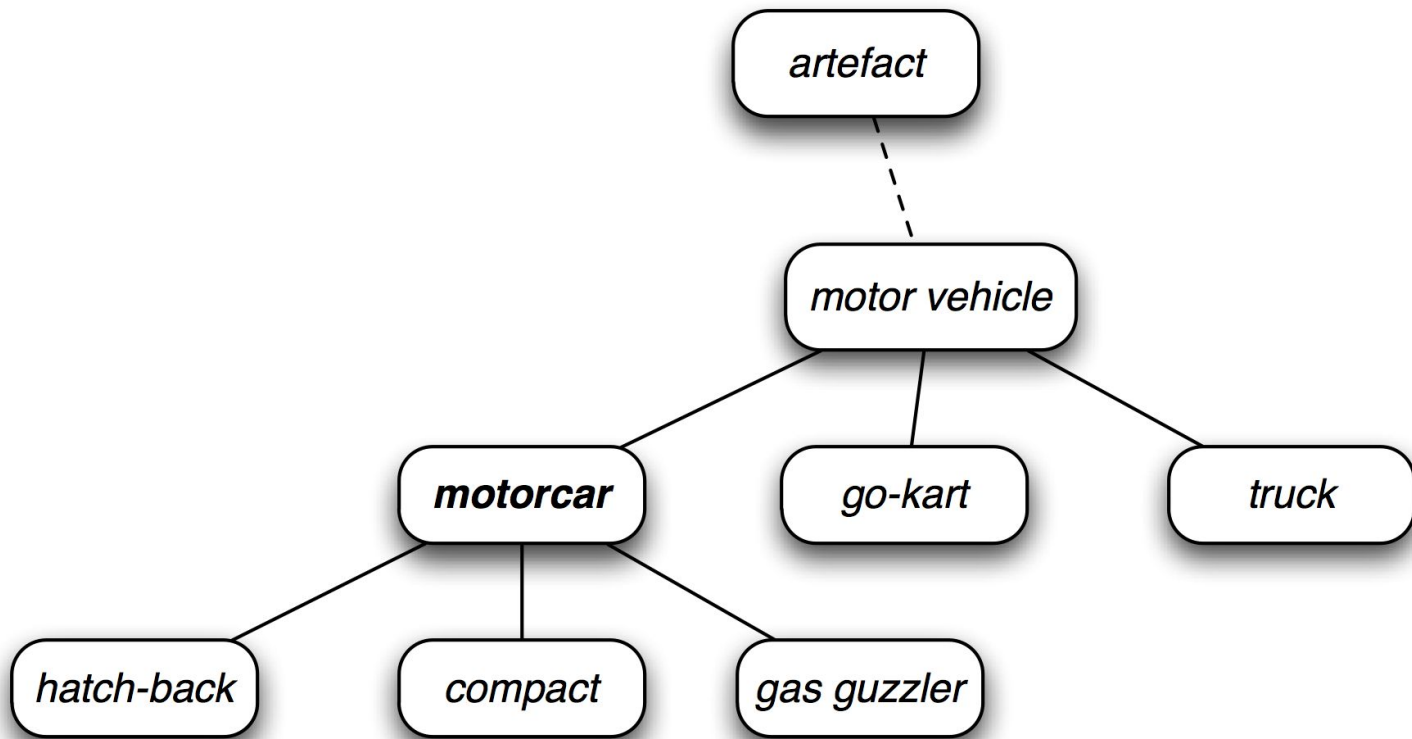 artefact
motor vehicle
motorcar
go-kart
truck
hatch-back
compact
gas guzzler